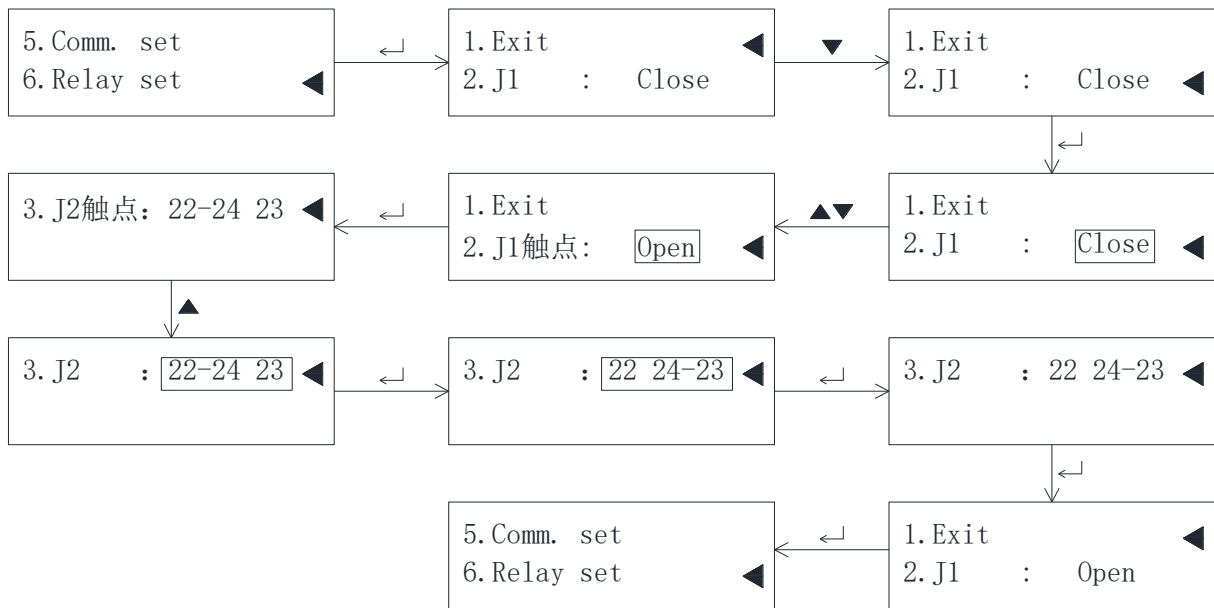 5.Comm. set
6.Relay set
1.Exit
2.J1 : Close
1.Exit
2.J1 : Close
3.J2触点：22-24 23
1.Exit
2.J1触点: Open
1.Exit
2.J1 : Close
3.J2 ：22-24 23
3.J2 ：22 24-23
3.J2 ：22 24-23
5.Comm. set
6.Relay set
1.Exit
2.J1 : Open